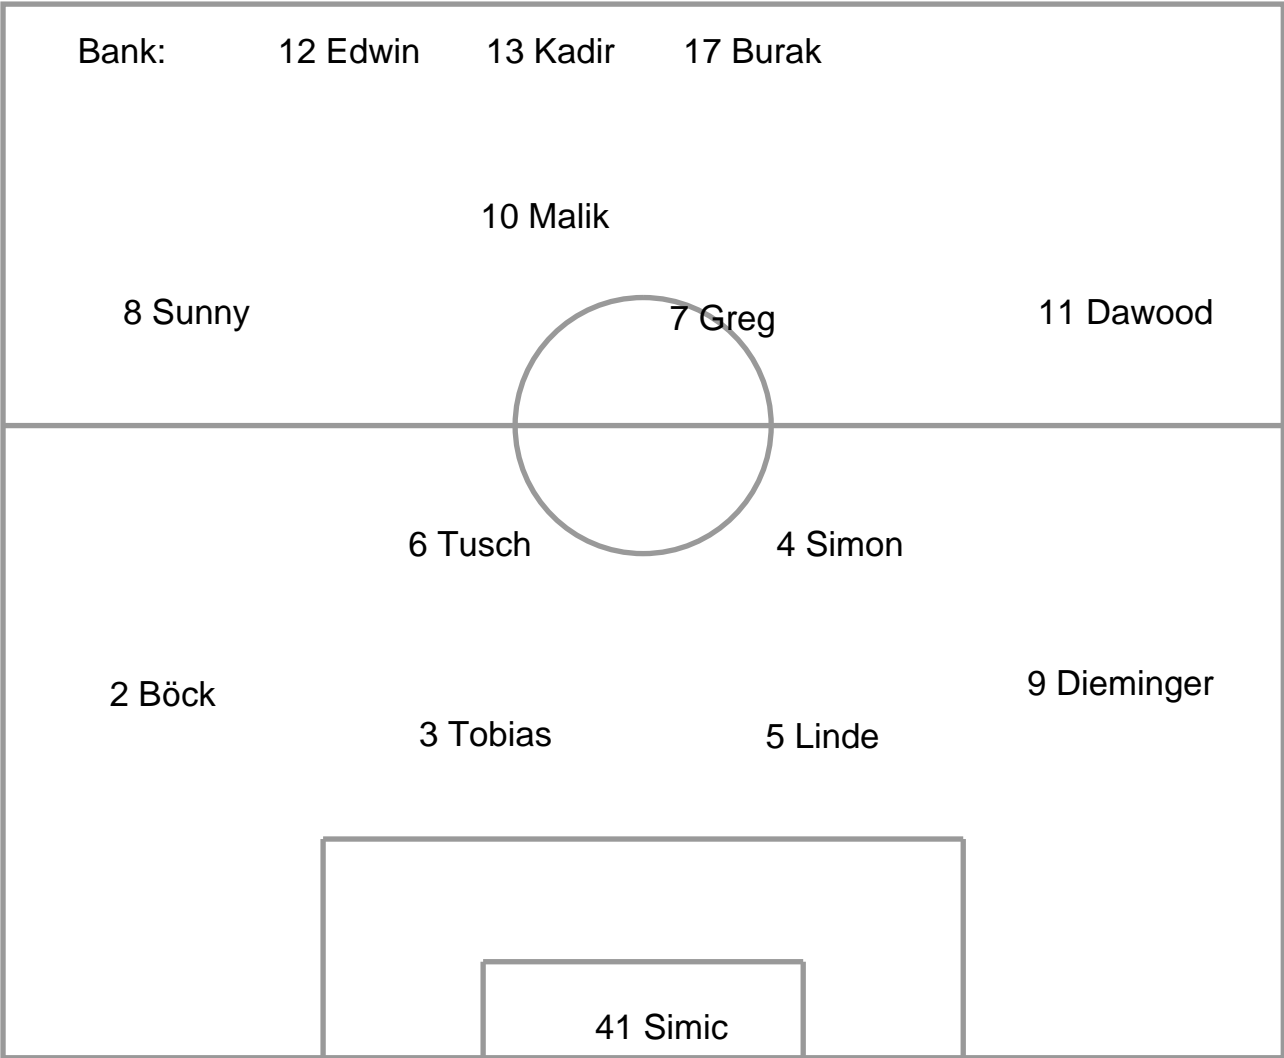 Bank: 12 Edwin 13 Kadir 17 Burak
10 Malik
8 Sunny 7 Greg 11 Dawood
6 Tusch 4 Simon
2 Böck 9 Dieminger
3 Tobias 5 Linde
41 Simic